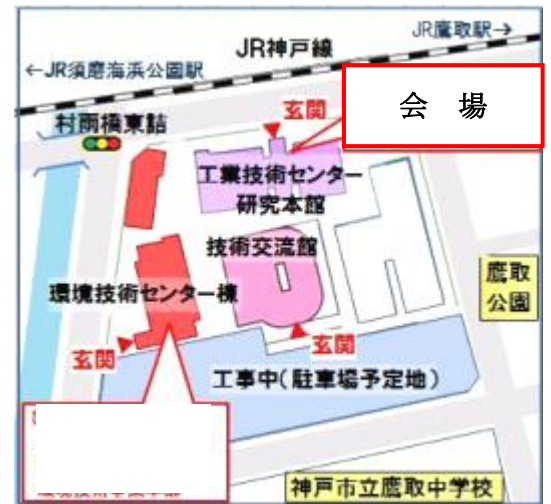 JR鷹取駅→
JR神戸線
←JR須磨海浜公園駅
会 場
玄関
村雨橋東詰
工業技術センター
研究本館
技術交流館
鷹取
公園
環境技術センター棟
玄関
玄関
工事中(駐車場予定地)
神戸市立鷹取中学校